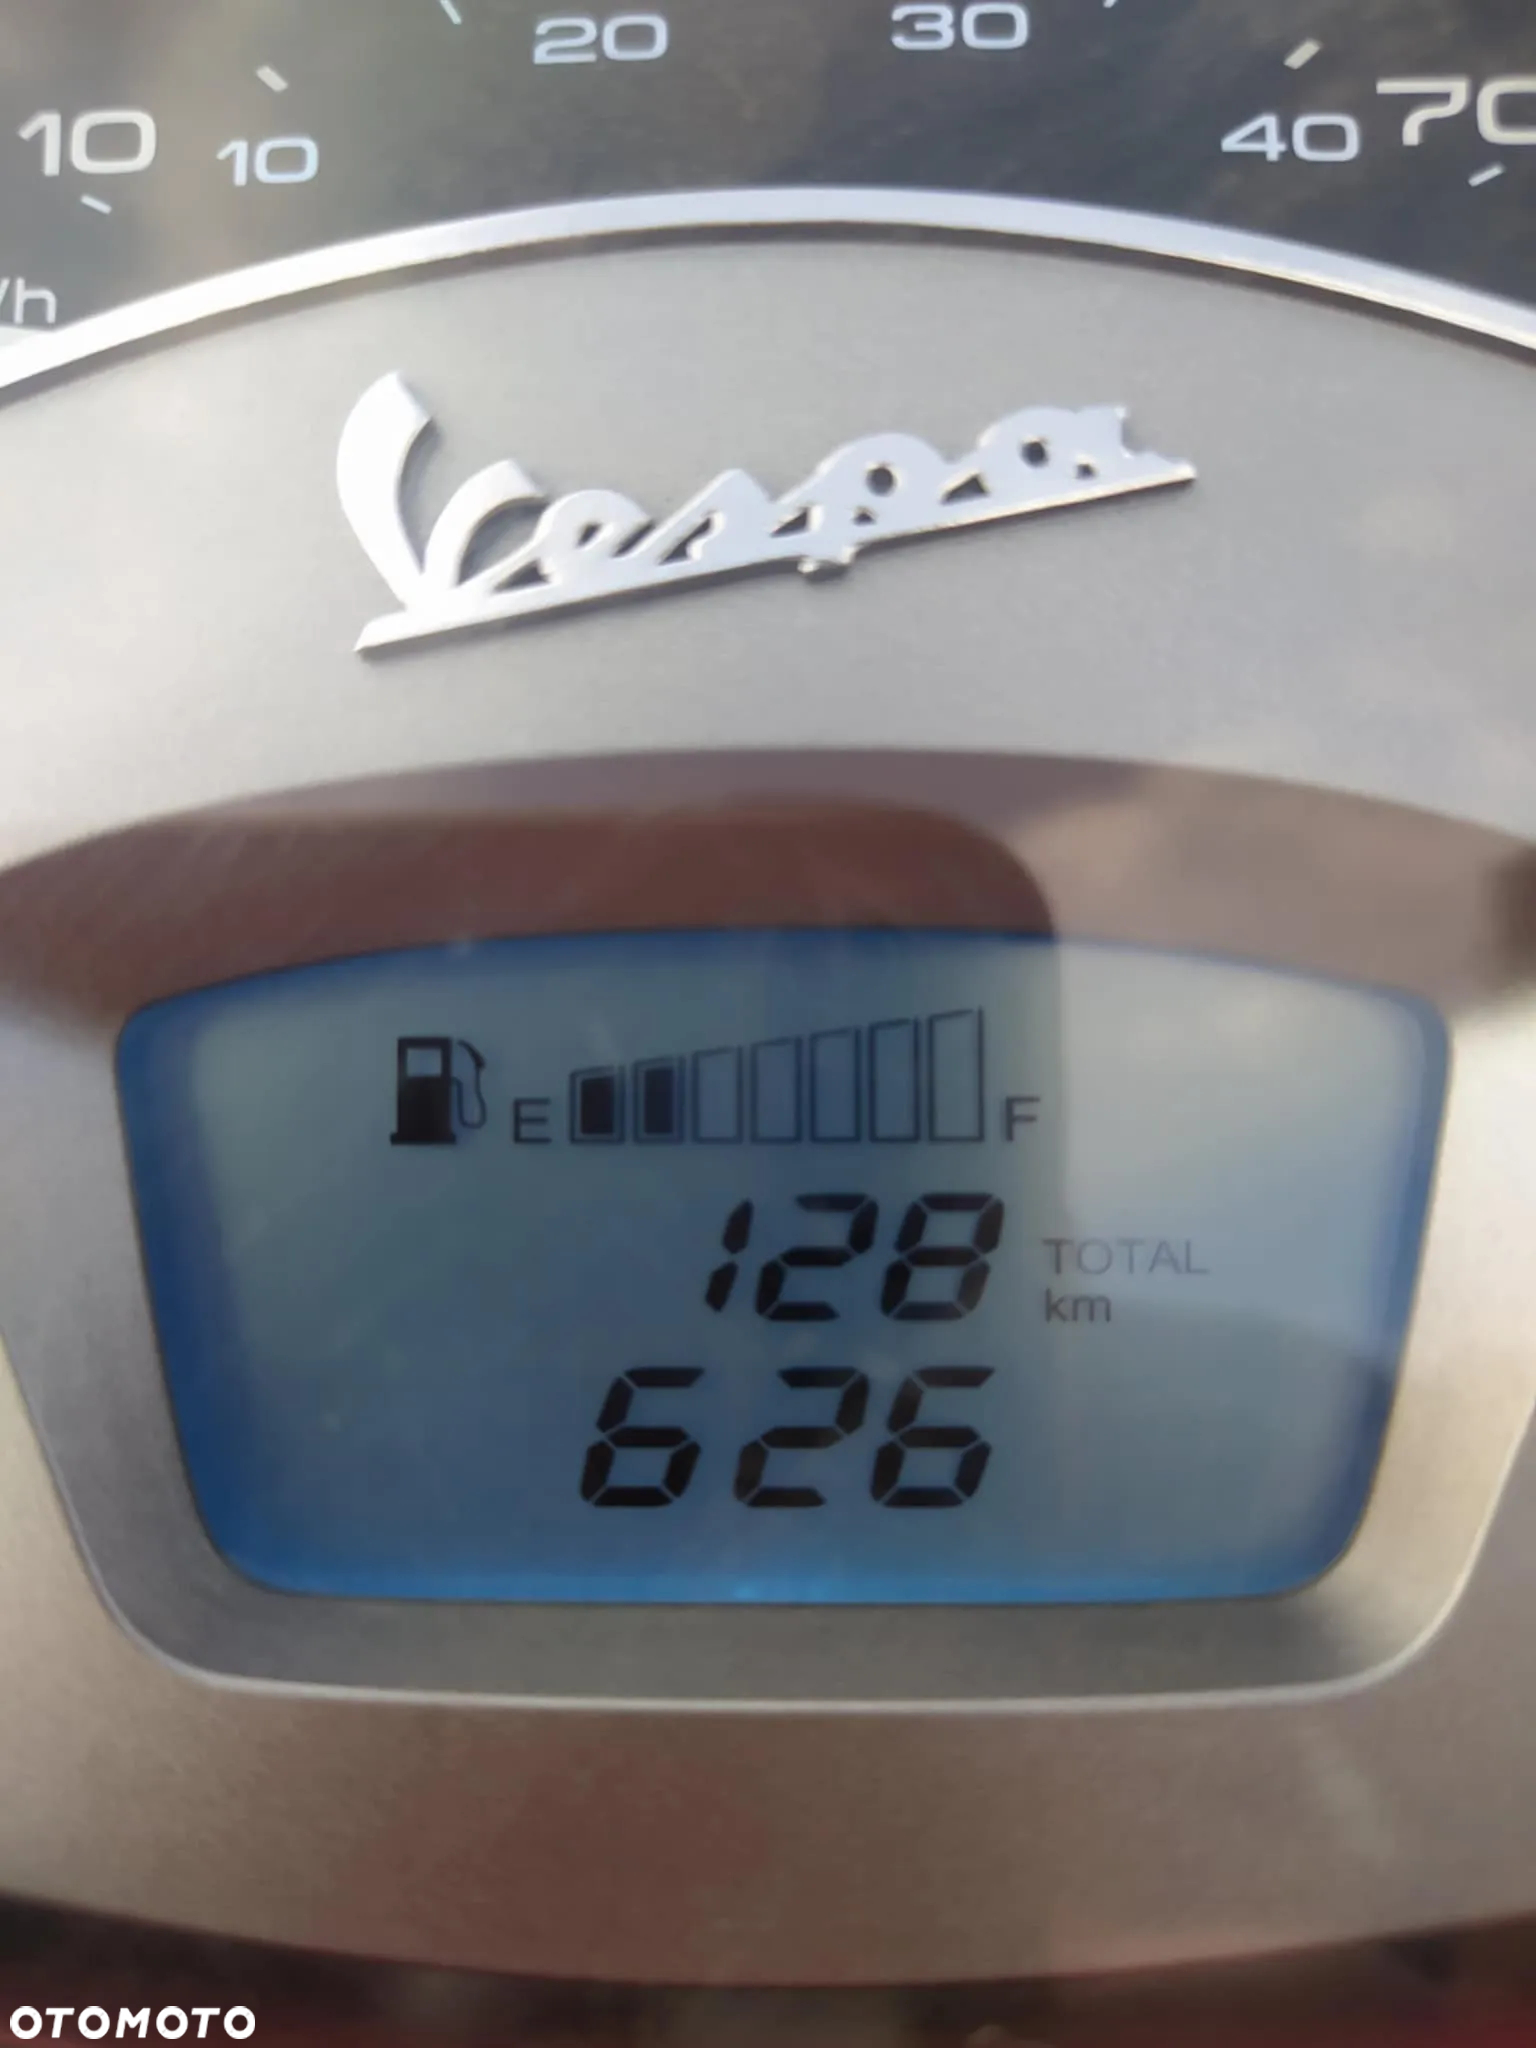 20 30
10 10 40 70
/h
Vespa
E F
128 TOTAL
km
626
OTOMOTO